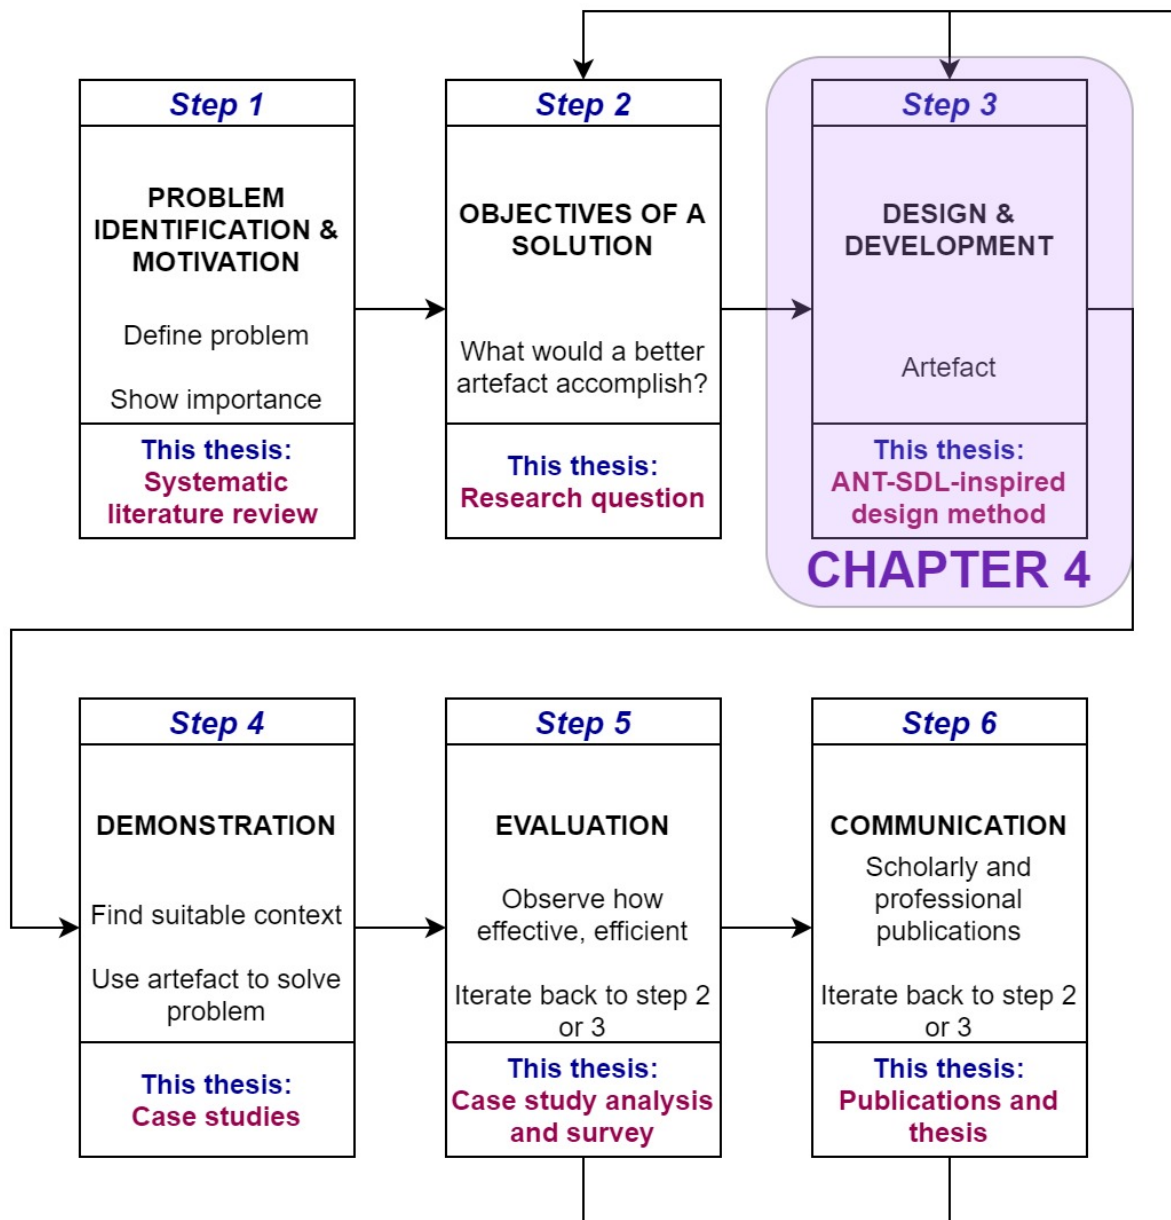 Step 1
PROBLEM
IDENTIFICATION &
MOTIVATION
Define problem
Show importance
This thesis:
Systematic
literature review
Step 2
OBJECTIVES OF A
SOLUTION
What would a better
artefact accomplish?
This thesis:
Research question
Step 3
DESIGN &
DEVELOPMENT
Artefact
This thesis:
ANT-SDL-inspired
design method
CHAPTER 4
Step 4
DEMONSTRATION
Find suitable context
Use artefact to solve
problem
This thesis:
Case studies
Step 5
EVALUATION
Observe how
effective, efficient
Iterate back to step 2
or 3
This thesis:
Case study analysis
and survey
Step 6
COMMUNICATION
Scholarly and
professional
publications
Iterate back to step 2
or 3
This thesis:
Publications and
thesis